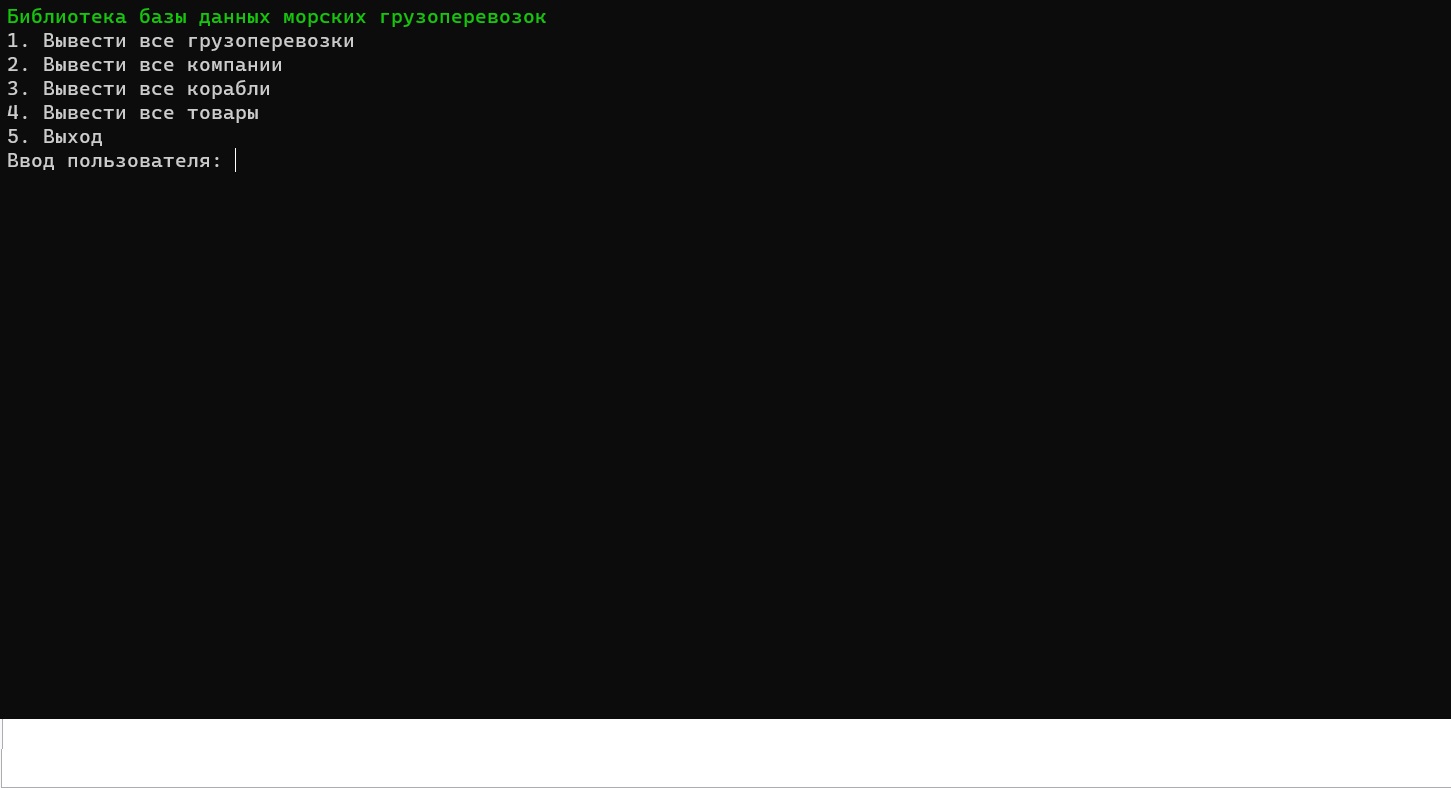 Библиотека базы данных морских грузоперевозок
1. Вывести все грузоперевозки
2. Вывести все компании
3. Вывести все корабли
4. Вывести все товары
5. Выход
Ввод пользователя: